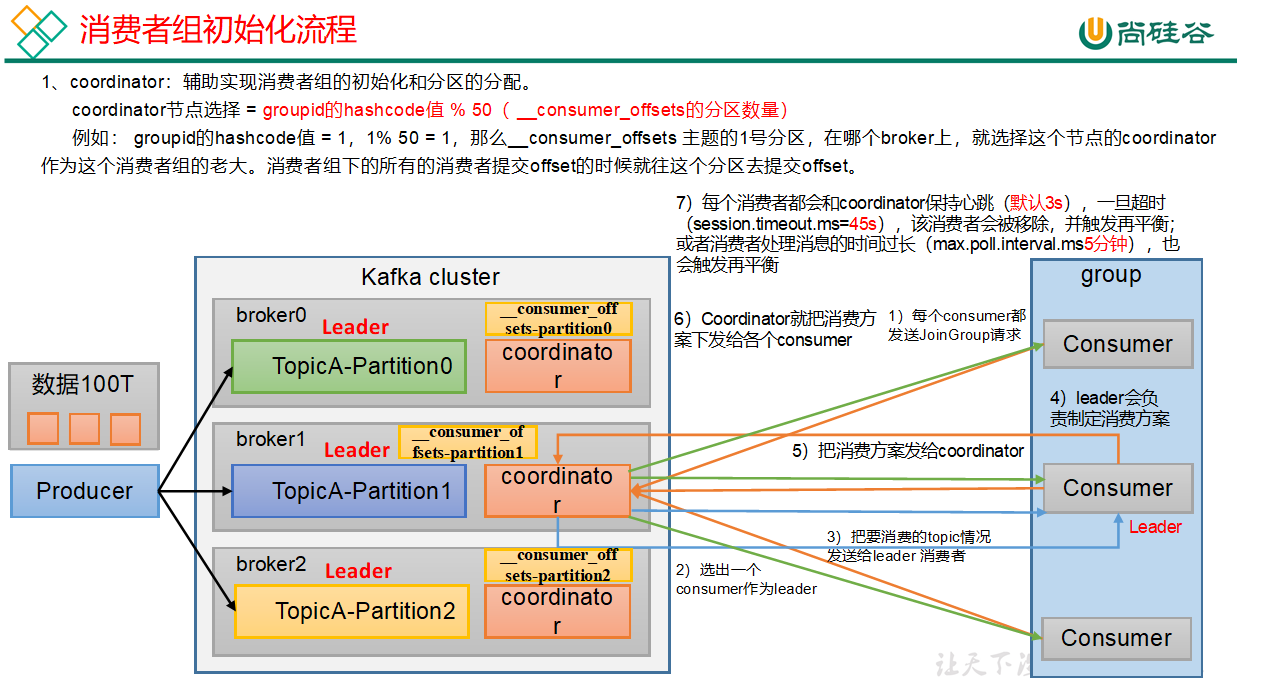 消费者组初始化流程
尚硅谷
1、coordinator：辅助实现消费者组的初始化和分区的分配。
coordinator节点选择 = groupid的hashcode值 % 50（ __consumer_offsets的分区数量）
例如： groupid的hashcode值 = 1，1% 50 = 1，那么__consumer_offsets 主题的1号分区，在哪个broker上，就选择这个节点的coordinator
作为这个消费者组的老大。消费者组下的所有的消费者提交offset的时候就往这个分区去提交offset。
7）每个消费者都会和coordinator保持心跳（默认3s），一旦超时
（session.timeout.ms=45s），该消费者会被移除，并触发再平衡；
或者消费者处理消息的时间过长（max.poll.interval.ms5分钟），也
会触发再平衡
数据100T
Producer
Kafka cluster
broker0
Leader
__consumer_off
sets-partition0
TopicA-Partition0
coordinato
r
broker1
Leader
__consumer_of
fsets-partition1
TopicA-Partition1
coordinato
r
broker2
Leader
__consumer_off
sets-partition2
TopicA-Partition2
coordinato
r
6）Coordinator就把消费方
案下发给各个consumer
1）每个consumer都
发送JoinGroup请求
5）把消费方案发给coordinator
3）把要消费的topic情况
发送给leader 消费者
2）选出一个
consumer作为leader
group
Consumer
4）leader会负
责制定消费方案
Consumer
Leader
Consumer
让天下